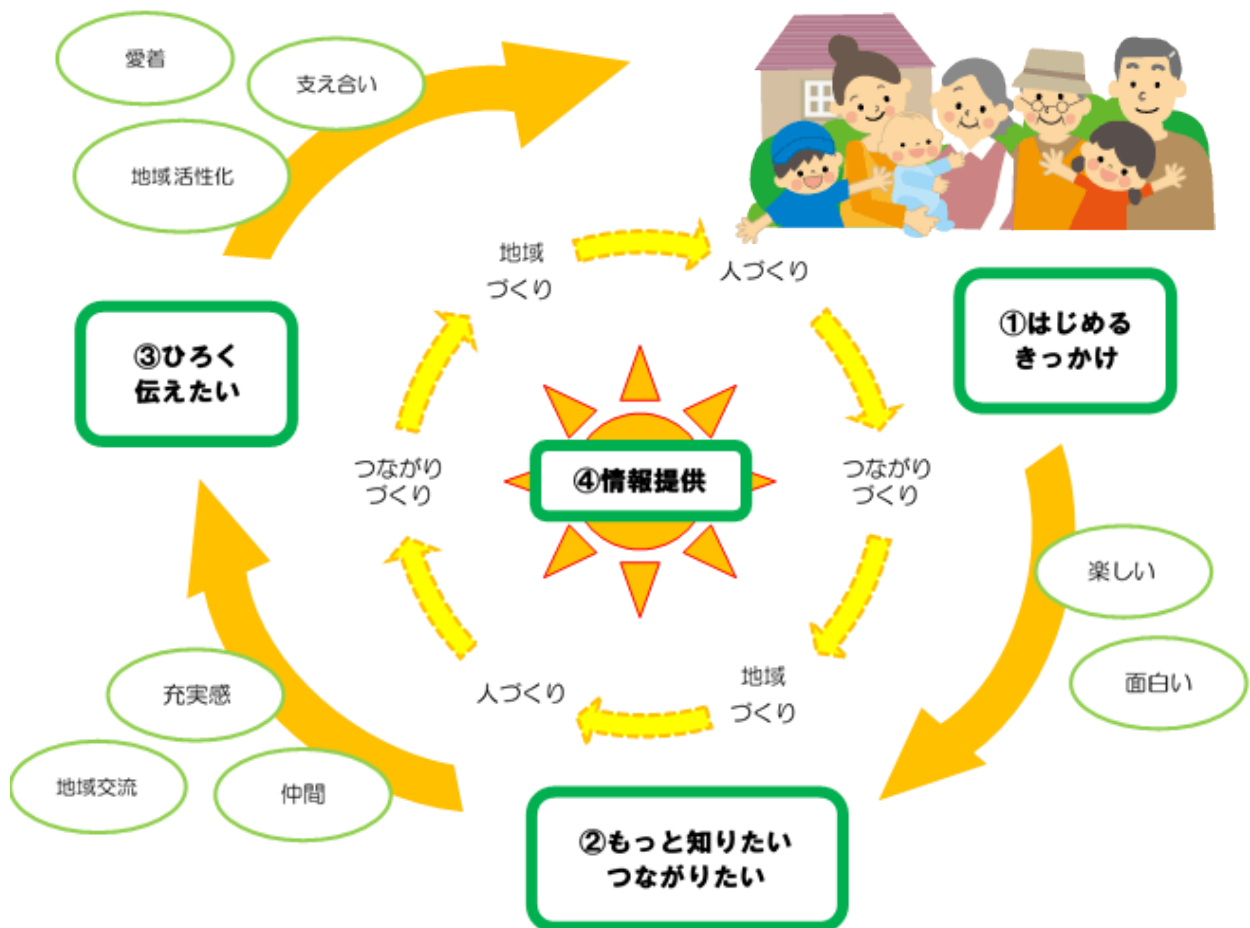 愛着
支え合い
地域活性化
地域
づくり
人づくり
①はじめる
きっかけ
③ひろく
伝えたい
つながり
づくり
④情報提供
つながり
づくり
楽しい
面白い
充実感
人づくり
地域
づくり
地域交流
仲間
②もっと知りたい
つながりたい